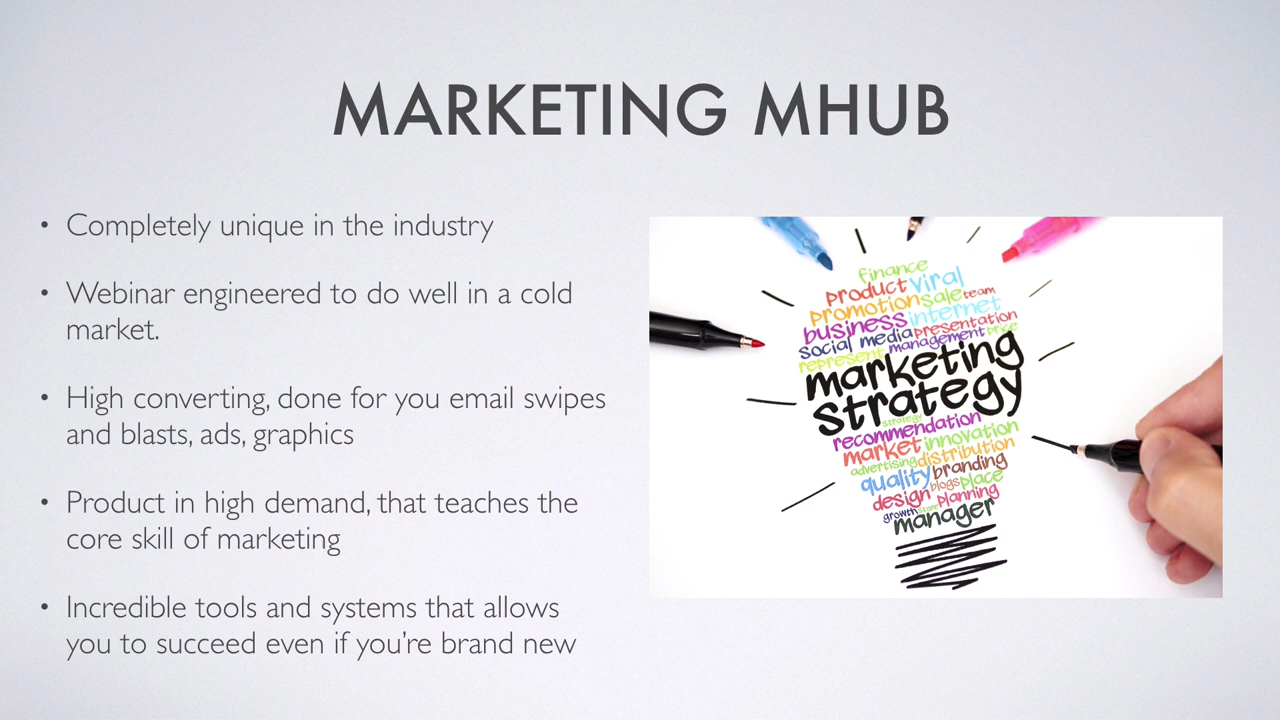 MARKETING MHUB
• Completely unique in the industry
• Webinar engineered to do well in a cold
market.
• High converting, done for you email swipes
and blasts, ads, graphics
• Product in high demand, that teaches the
core skill of marketing
• Incredible tools and systems that allows
you to succeed even if you're brand new
finance
product viral
promotion sale team
business internet
social media presentation
represent management price
marketing
strategy
strategy
recommendation
market innovation
advertising distribution
quality branding
design blogs place
growth store planning
manager